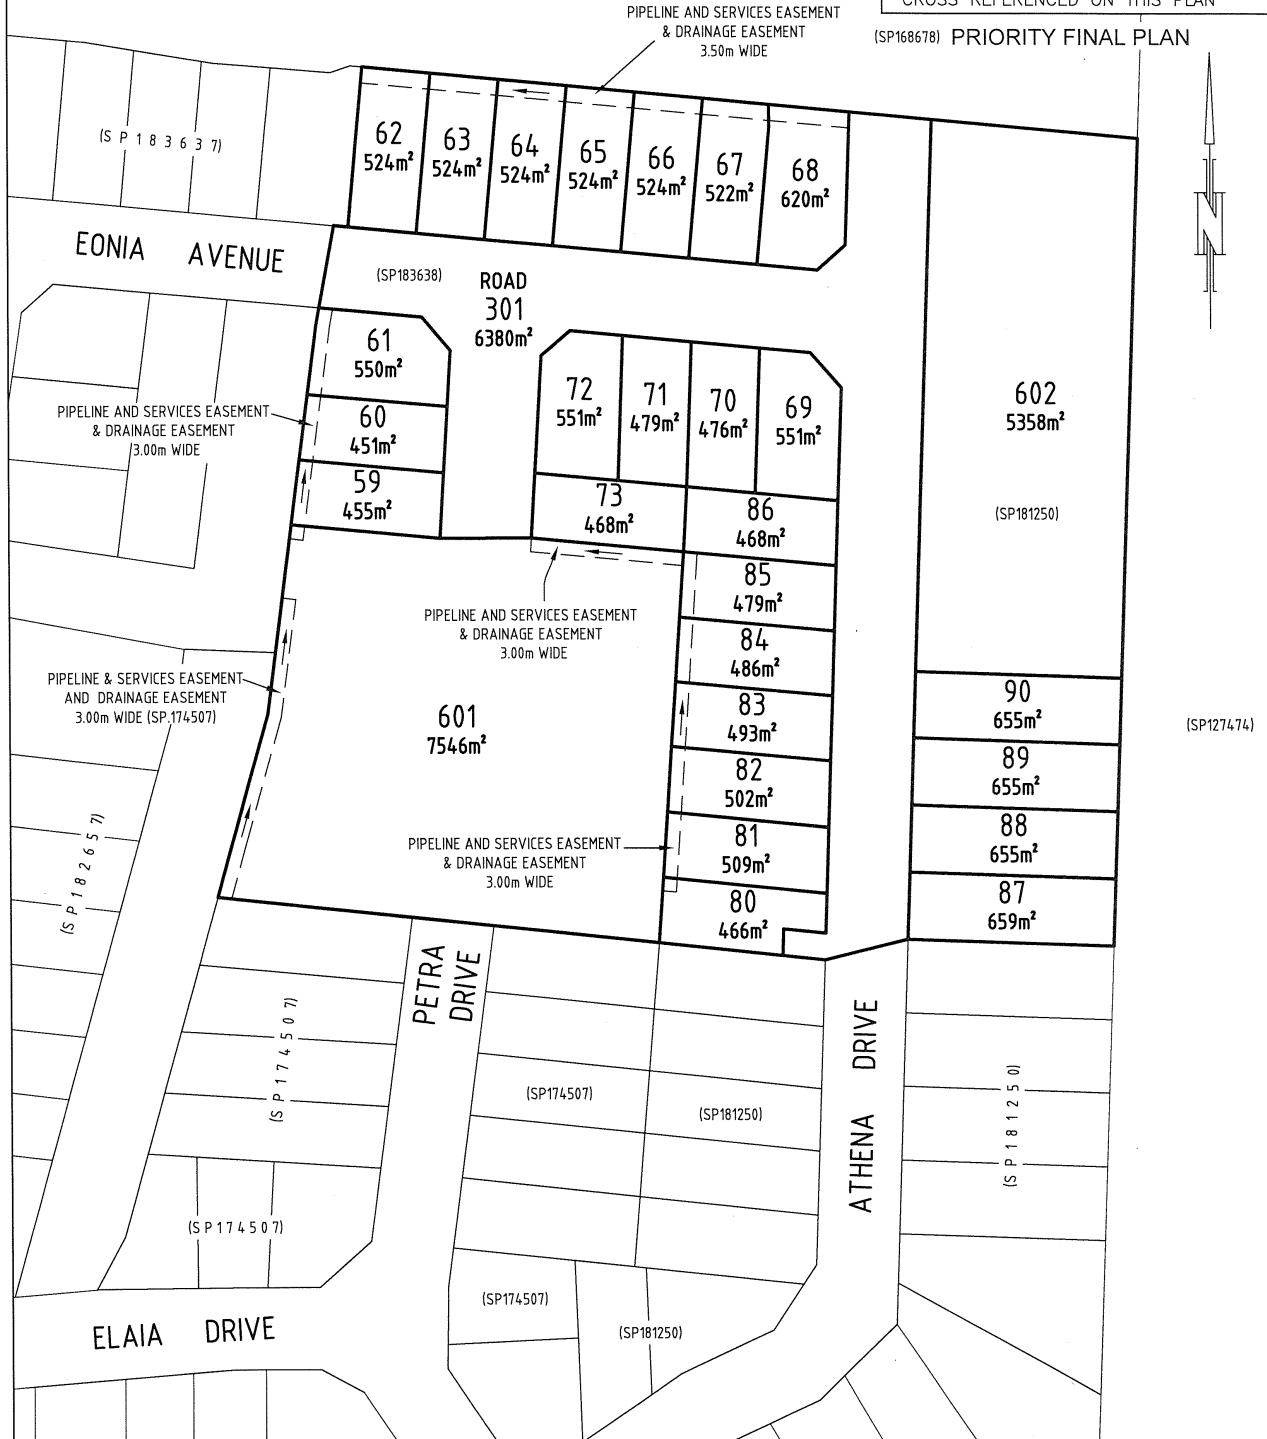 CROSS REFERENCED ON THIS PLAN
PIPELINE AND SERVICES EASEMENT
& DRAINAGE EASEMENT
3.50m WIDE
(SP168678) PRIORITY FINAL PLAN
N
(SP183637)
62
524m²
63
524m²
64
524m²
65
524m²
66
524m²
67
522m²
68
620m²
EONIA AVENUE
(SP183638)
ROAD
301
6380m²
61
550m²
60
451m²
59
455m²
PIPELINE AND SERVICES EASEMENT
& DRAINAGE EASEMENT
3.00m WIDE
72
551m²
71
479m²
70
476m²
69
551m²
602
5358m²
(SP181250)
73
468m²
86
468m²
85
479m²
84
486m²
83
493m²
82
502m²
81
509m²
80
466m²
PIPELINE AND SERVICES EASEMENT
& DRAINAGE EASEMENT
3.00m WIDE
PIPELINE & SERVICES EASEMENT
AND DRAINAGE EASEMENT
3.00m WIDE (SP.174507)
601
7546m²
90
655m²
89
655m²
88
655m²
87
659m²
(SP127474)
PIPELINE AND SERVICES EASEMENT
& DRAINAGE EASEMENT
3.00m WIDE
(SP182657)
PETRA
DRIVE
(SP174507)
(SP174507)
(SP181250)
ATHENA DRIVE
(SP181250)
(SP174507)
(SP174507)
(SP181250)
ELAIA DRIVE